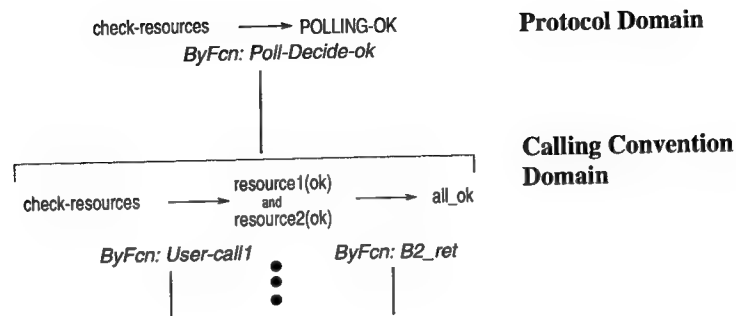 check-resources → POLLING-OK
Protocol Domain
ByFcn: Poll-Decide-ok
Calling Convention
Domain
check-resources → resource1(ok) and resource2(ok) → all_ok
ByFcn: User-call1
ByFcn: B2_ret